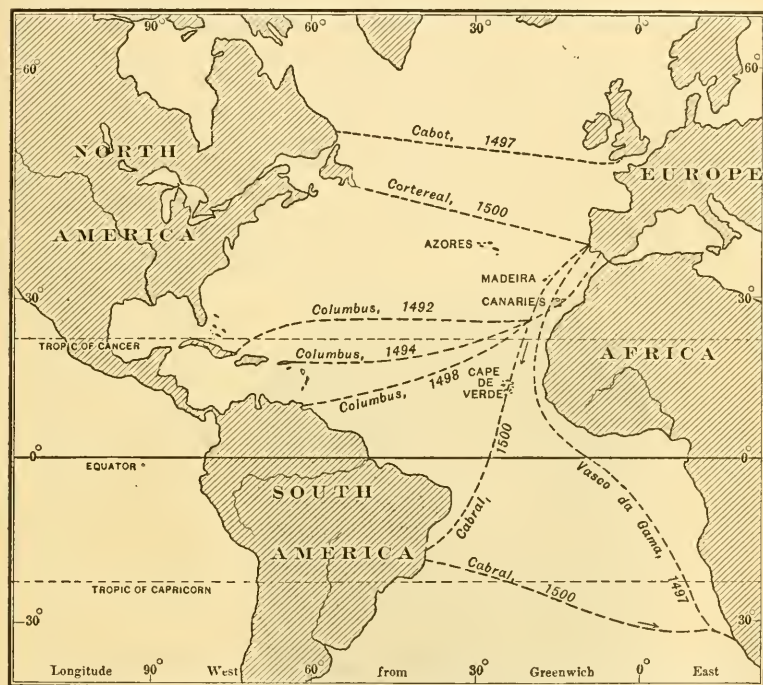 90° 60° 30° 0°
60° 60°
Cabot, 1497
NORTH
EUROPE
Cortereal, 1500
AMERICA
AZORES
MADEIRA
CANARIES
30° 30°
Columbus, 1492
TROPIC OF CANCER
Columbus, 1494
AFRICA
Columbus, 1498
CAPE
DE
VERDE
1500
0° 0°
EQUATOR
Vasco da Gama,
1497
SOUTH
Cabral,
AMERICA
Cabral,
1500
TROPIC OF CAPRICORN
30° 30°
Longitude 90° West 60° from 30° Greenwich 0° East